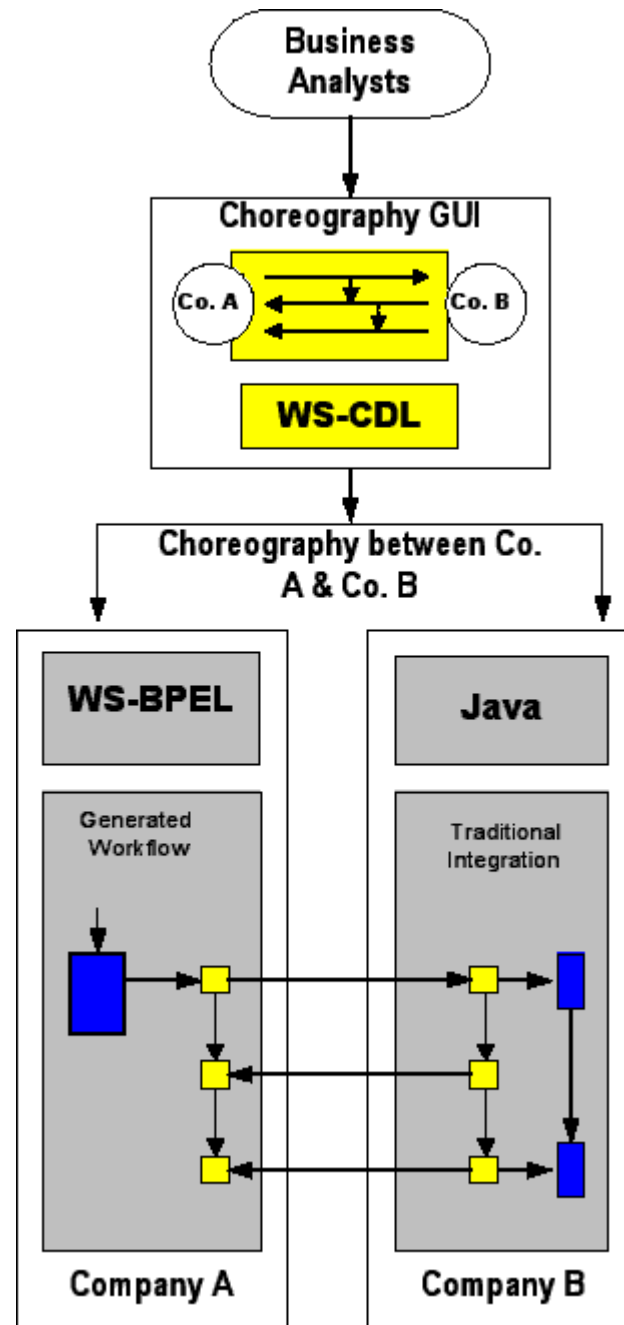 Business
Analysts
Choreography GUI
Co. A
Co. B
WS-CDL
Choreography between Co.
A & Co. B
WS-BPEL
Java
Generated
Workflow
Traditional
Integration
Company A
Company B